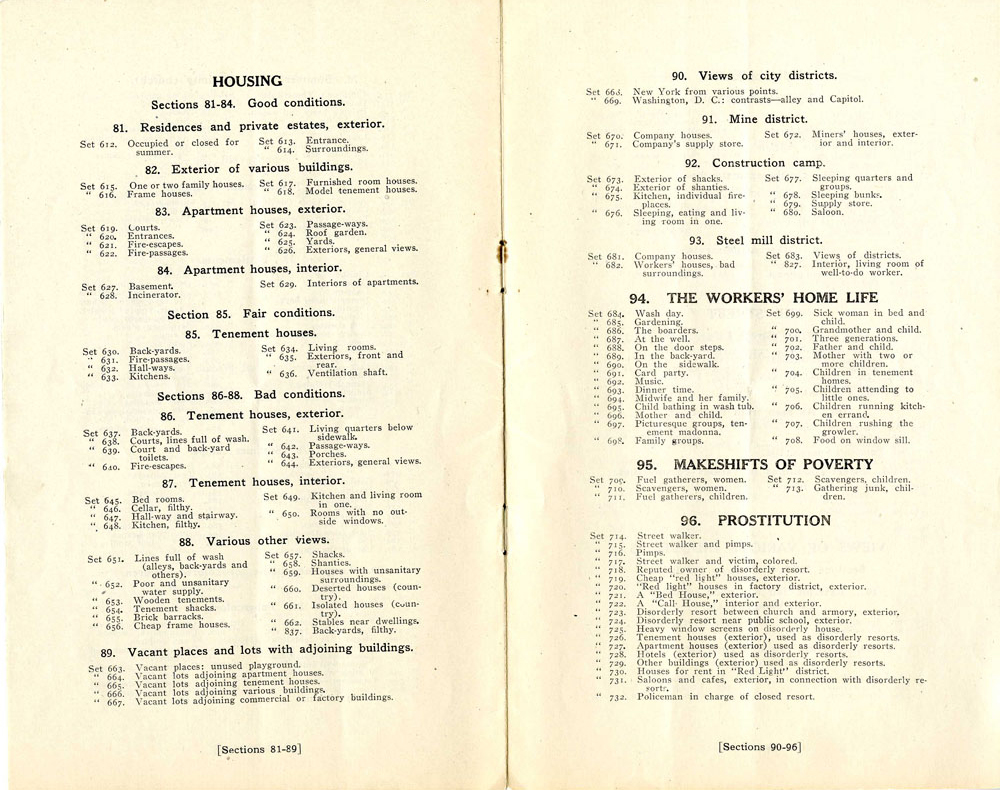 HOUSING
Sections 81-84. Good conditions.
81. Residences and private estates, exterior.
Set 612. Occupied or closed for
summer.
Set 613. Entrance.
" 614. Surroundings.
82. Exterior of various buildings.
Set 615. One or two family houses.
" 616. Frame houses.
Set 617. Furnished room houses.
" 618. Model tenement houses.
83. Apartment houses, exterior.
Set 619. Courts.
" 620. Entrances.
" 621. Fire-escapes.
" 622. Fire-passages.
Set 623. Passage-ways.
" 624. Roof garden.
" 625. Yards.
" 626. Exteriors, general views.
84. Apartment houses, interior.
Set 627. Basement.
" 628. Incinerator.
Set 629. Interiors of apartments.
Section 85. Fair conditions.
85. Tenement houses.
Set 630. Back-yards.
" 631. Fire-passages.
" 632. Hall-ways.
" 633. Kitchens.
Set 634. Living rooms.
" 635. Exteriors, front and
rear.
" 636. Ventilation shaft.
Sections 86-88. Bad conditions.
86. Tenement houses, exterior.
Set 637. Back-yards.
" 638. Courts, lines full of wash.
" 639. Court and back-yard
toilets.
" 640. Fire-escapes.
Set 641. Living quarters below
sidewalk.
" 642. Passage-ways.
" 643. Porches.
" 644. Exteriors, general views.
87. Tenement houses, interior.
Set 645. Bed rooms.
" 646. Cellar, filthy.
" 647. Hall-way and stairway.
" 648. Kitchen, filthy.
Set 649. Kitchen and living room
in one.
" 650. Rooms with no out-
side windows.
88. Various other views.
Set 651. Lines full of wash
(alleys, back-yards and
others).
" 652. Poor and unsanitary
water supply.
" 653. Wooden tenements.
" 654. Tenement shacks.
" 655. Brick barracks.
" 656. Cheap frame houses.
Set 657. Shacks.
" 658. Shanties.
" 659. Houses with unsanitary
surroundings.
" 660. Deserted houses (coun-
try).
" 661. Isolated houses (coun-
try).
" 662. Stables near dwellings.
" 837. Back-yards, filthy.
89. Vacant places and lots with adjoining buildings.
Set 663. Vacant places: unused playground.
" 664. Vacant lots adjoining apartment houses.
" 665. Vacant lots adjoining tenement houses.
" 666. Vacant lots adjoining various buildings.
" 667. Vacant lots adjoining commercial or factory buildings.
[Sections 81-89]
90. Views of city districts.
Set 668. New York from various points.
" 669. Washington, D. C.: contrasts—alley and Capitol.
91. Mine district.
Set 670. Company houses.
" 671. Company's supply store.
Set 672. Miners' houses, exter-
ior and interior.
92. Construction camp.
Set 673. Exterior of shacks.
" 674. Exterior of shanties.
" 675. Kitchen, individual fire-
places.
" 676. Sleeping, eating and liv-
ing room in one.
Set 677. Sleeping quarters and
groups.
" 678. Sleeping bunks.
" 679. Supply store.
" 680. Saloon.
93. Steel mill district.
Set 681. Company houses.
" 682. Workers' houses, bad
surroundings.
Set 683. Views of districts.
" 827. Interior, living room of
well-to-do worker.
94. THE WORKERS' HOME LIFE
Set 684. Wash day.
" 685. Gardening.
" 686. The boarders.
" 687. At the well.
" 688. On the door steps.
" 689. In the back-yard.
" 690. On the sidewalk.
" 691. Card party.
" 692. Music.
" 693. Dinner time.
" 694. Midwife and her family.
" 695. Child bathing in wash tub.
" 696. Mother and child.
" 697. Picturesque groups, ten-
ement madonna.
" 698. Family groups.
Set 699. Sick woman in bed and
child.
" 700. Grandmother and child.
" 701. Three generations.
" 702. Father and child.
" 703. Mother with two or
more children.
" 704. Children in tenement
homes.
" 705. Children attending to
little ones.
" 706. Children running kitch-
en errand.
" 707. Children rushing the
growler.
" 708. Food on window sill.
95. MAKESHIFTS OF POVERTY
Set 709. Fuel gatherers, women.
" 710. Scavengers, women.
" 711. Fuel gatherers, children.
Set 712. Scavengers, children.
" 713. Gathering junk, chil-
dren.
96. PROSTITUTION
Set 714. Street walker.
" 715. Street walker and pimps.
" 716. Pimps.
" 717. Street walker and victim, colored.
" 718. Reputed owner of disorderly resort.
" 719. Cheap "red light" houses, exterior.
" 720. "Red light" houses in factory district, exterior.
" 721. A "Bed House," exterior.
" 722. A "Call House," interior and exterior.
" 723. Disorderly resort between church and armory, exterior.
" 724. Disorderly resort near public school, exterior.
" 725. Heavy window screens on disorderly house.
" 726. Tenement houses (exterior), used as disorderly resorts.
" 727. Apartment houses (exterior) used as disorderly resorts.
" 728. Hotels (exterior) used as disorderly resorts.
" 729. Other buildings (exterior) used as disorderly resorts.
" 730. Houses for rent in "Red Light" district.
" 731. Saloons and cafes, exterior, in connection with disorderly re-
sorts.
" 732. Policeman in charge of closed resort.
[Sections 90-96]